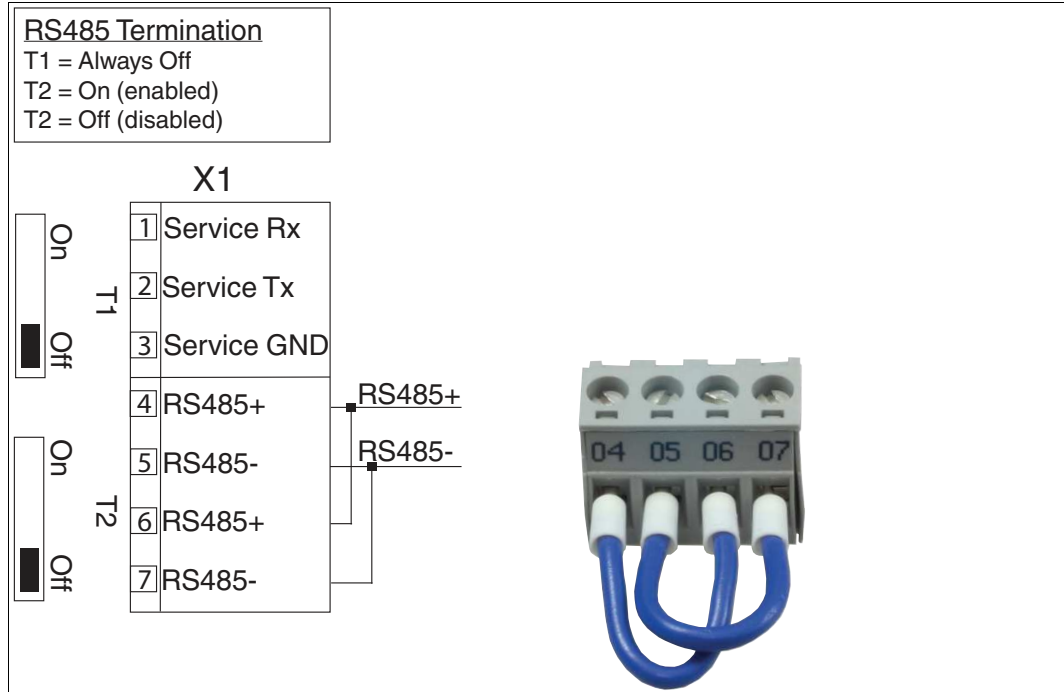 RS485 Termination
T1 = Always Off
T2 = On (enabled)
T2 = Off (disabled)
X1
On
Off
T1
1 Service Rx
2 Service Tx
3 Service GND
4 RS485+
5 RS485-
6 RS485+
7 RS485-
On
Off
T2
RS485+
RS485-
04 05 06 07